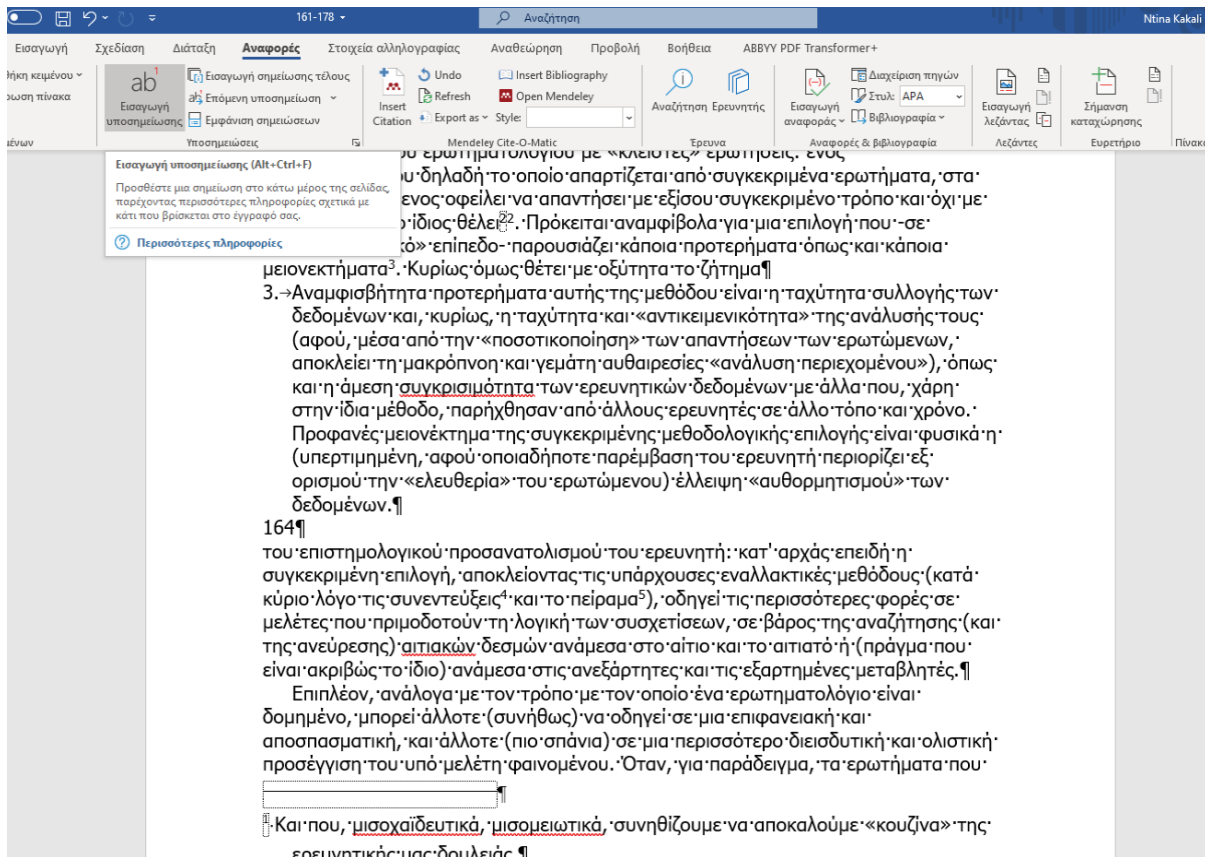 161-178
Αναζήτηση
Ntina Kakali
Εισαγωγή Σχεδίαση Διάταξη Αναφορές Στοιχεία αλληλογραφίας Αναθεώρηση Προβολή Βοήθεια ABBYY PDF Transformer+
κειμένου
πίνακα
ab1
Εισαγωγή
υποσημείωσης
Εισαγωγή σημείωσης τέλους
Επόμενη υποσημείωση
Εμφάνιση σημειώσεων
Υποσημειώσεις
Insert
Citation
Undo
Refresh
Export as
Insert Bibliography
Open Mendeley
Style:
Mendeley Cite-O-Matic
Αναζήτηση Ερευνητής
Έρευνα
Εισαγωγή
αναφοράς
Διαχείριση πηγών
Στυλ: APA
Βιβλιογραφία
Αναφορές & βιβλιογραφία
Εισαγωγή
λεζάντας
Λεζάντες
Σήμανση
καταχώρησης
Ευρετήριο
Εισαγωγή υποσημείωσης (Alt+Ctrl+F)
Προσθέστε μια σημείωση στο κάτω μέρος της σελίδας,
παρέχοντας περισσότερες πληροφορίες σχετικά με
κάτι που βρίσκεται στο έγγραφό σας.
Περισσότερες πληροφορίες
ερωτηματολογίου με «κλειστές» ερωτήσεις: ενός
δηλαδή το οποίο απαρτίζεται από συγκεκριμένα ερωτήματα, στα
οφείλει να απαντήσει με εξίσου συγκεκριμένο τρόπο και όχι με
ίδιος θέλει22. Πρόκειται αναμφίβολα για μια επιλογή που -σε
επίπεδο- παρουσιάζει κάποια προτερήματα όπως και κάποια
μειονεκτήματα3. Κυρίως όμως θέτει με οξύτητα το ζήτημα¶
3.→Αναμφισβήτητα προτερήματα αυτής της μεθόδου είναι η ταχύτητα συλλογής των
δεδομένων και, κυρίως, η ταχύτητα και «αντικειμενικότητα» της ανάλυσής τους
(αφού, μέσα από την «ποσοτικοποίηση» των απαντήσεων των ερωτώμενων,
αποκλείει τη μακρόπνοη και γεμάτη αυθαιρεσίες «ανάλυση περιεχομένου»), όπως
και η άμεση συγκρισιμότητα των ερευνητικών δεδομένων με άλλα που, χάρη
στην ίδια μέθοδο, παρήχθησαν από άλλους ερευνητές σε άλλο τόπο και χρόνο.
Προφανές μειονέκτημα της συγκεκριμένης μεθοδολογικής επιλογής είναι φυσικά η
(υπερτιμημένη, αφού οποιαδήποτε παρέμβαση του ερευνητή περιορίζει εξ
ορισμού την «ελευθερία» του ερωτώμενου) έλλειψη «αυθορμητισμού» των
δεδομένων.¶
164¶
του επιστημολογικού προσανατολισμού του ερευνητή: κατ' αρχάς επειδή η
συγκεκριμένη επιλογή, αποκλείοντας τις υπάρχουσες εναλλακτικές μεθόδους (κατά
κύριο λόγο τις συνεντεύξεις4 και το πείραμα5), οδηγεί τις περισσότερες φορές σε
μελέτες που πριμοδοτούν τη λογική των συσχετίσεων, σε βάρος της αναζήτησης (και
της ανεύρεσης) αιτιακών δεσμών ανάμεσα στο αίτιο και το αιτιατό ή (πράγμα που
είναι ακριβώς το ίδιο) ανάμεσα στις ανεξάρτητες και τις εξαρτημένες μεταβλητές.¶
Επιπλέον, ανάλογα με τον τρόπο με τον οποίο ένα ερωτηματολόγιο είναι
δομημένο, μπορεί άλλοτε (συνήθως) να οδηγεί σε μια επιφανειακή και
αποσπασματική, και άλλοτε (πιο σπάνια) σε μια περισσότερο διεισδυτική και ολιστική
προσέγγιση του υπό μελέτη φαινομένου. Όταν, για παράδειγμα, τα ερωτήματα που
¶
1 Και που, μισοχαϊδευτικά, μισομειωτικά, συνηθίζουμε να αποκαλούμε «κουζίνα» της
ερευνητικής μας δουλειάς.¶